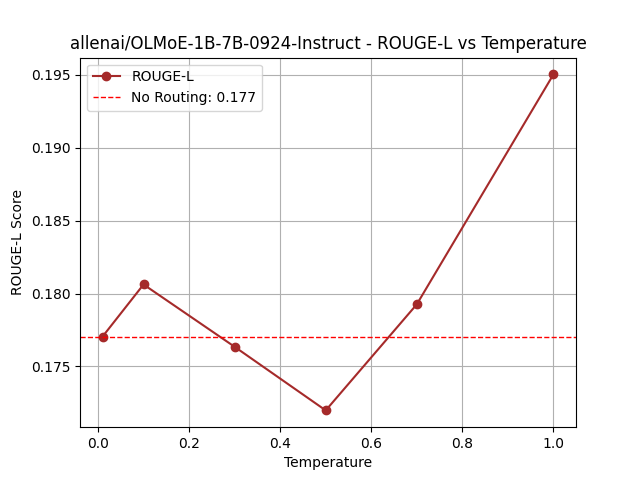 allenai/OLMoE-1B-7B-0924-Instruct - ROUGE-L vs Temperature
ROUGE-L
No Routing: 0.177
0.195
0.190
0.185
0.180
0.175
ROUGE-L Score
0.0 0.2 0.4 0.6 0.8 1.0
Temperature